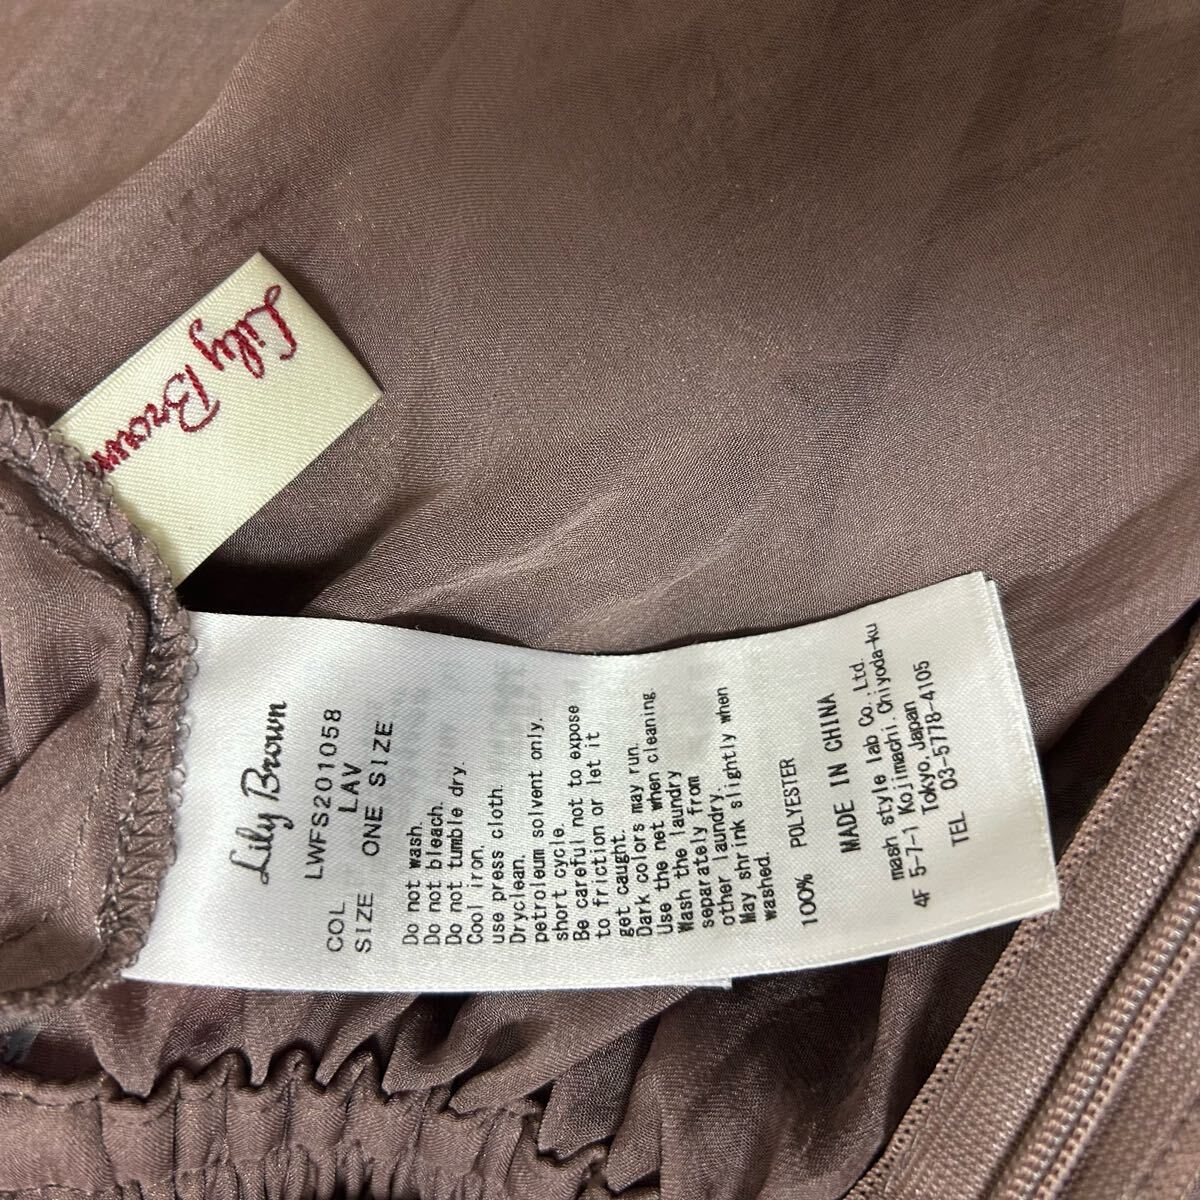 Lily Brown
Lily Brown
LWFS201058
COL LAV
SIZE ONE SIZE
Do not wash.
Do not bleach.
Do not tumble dry.
Cool iron.
use press cloth.
Dryclean.
petroleum solvent only.
short cycle.
Be careful not to expose
to friction or let it
get caught.
Dark colors may run.
Use the net when cleaning.
Wash the laundry
separately from
other laundry.
May shrink slightly when
washed.
100% POLYESTER
MADE IN CHINA
mash style lab Co.;Ltd.
4F 5-7-1 Kojimachi.Chiyoda-ku
Tokyo.Japan
TEL 03-5778-4105